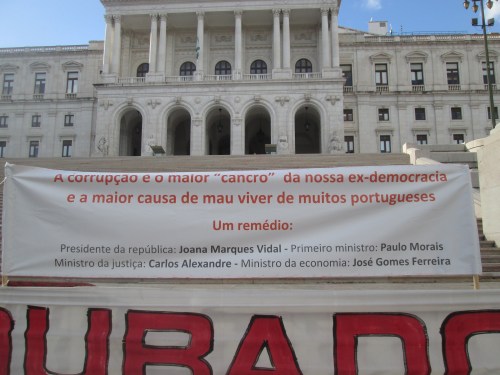 A corrupção é o maior "cancro" da nossa ex-democracia
e a maior causa de mau viver de muitos portugueses
Um remédio:
Presidente da república: Joana Marques Vidal - Primeiro ministro: Paulo Morais
Ministro da justiça: Carlos Alexandre - Ministro da economia: José Gomes Ferreira
OUBADO